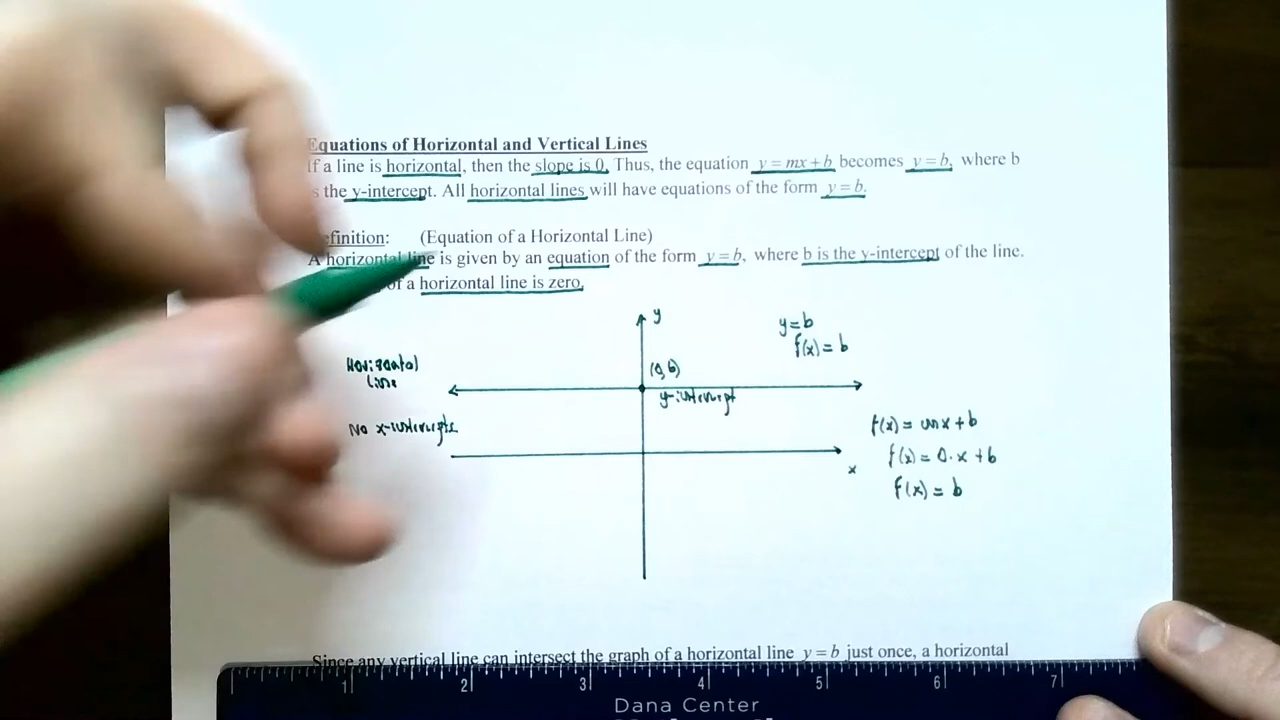 Equations of Horizontal and Vertical Lines
If a line is horizontal, then the slope is 0. Thus, the equation y = mx + b becomes y = b, where b
the y-intercept. All horizontal lines will have equations of the form y = b.
(Equation of a Horizontal Line)
A horizontal line is given by an equation of the form y = b, where b is the y-intercept of the line.
of a horizontal line is zero.
y
y=b
f(x) = b
Horizontal
Line
(0,b)
y-intercept
No x-intercepts
f(x) = mx + b
x
f(x) = 0·x + b
f(x) = b
Since any vertical line can intersect the graph of a horizontal line y = b just once, a horizontal
1 2 3 4 5 6 7
Dana Center